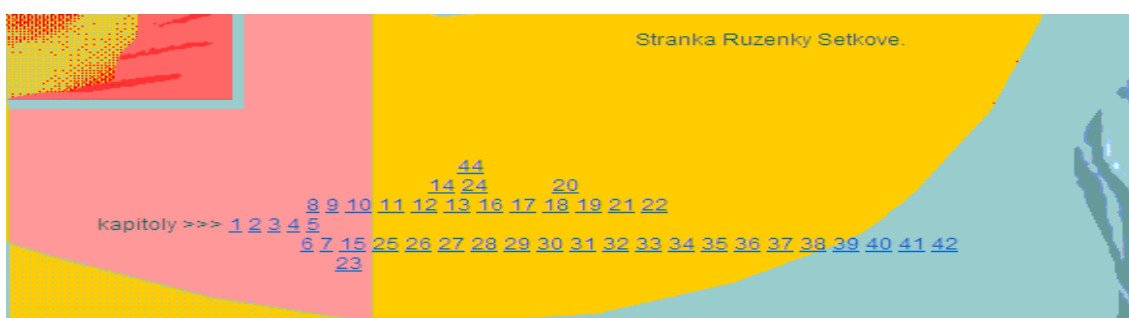 Stranka Ruzenky Setkove.
44
14 24 20
8 9 10 11 12 13 16 17 18 19 21 22
kapitoly >>> 1 2 3 4 5
6 7 15 25 26 27 28 29 30 31 32 33 34 35 36 37 38 39 40 41 42
23